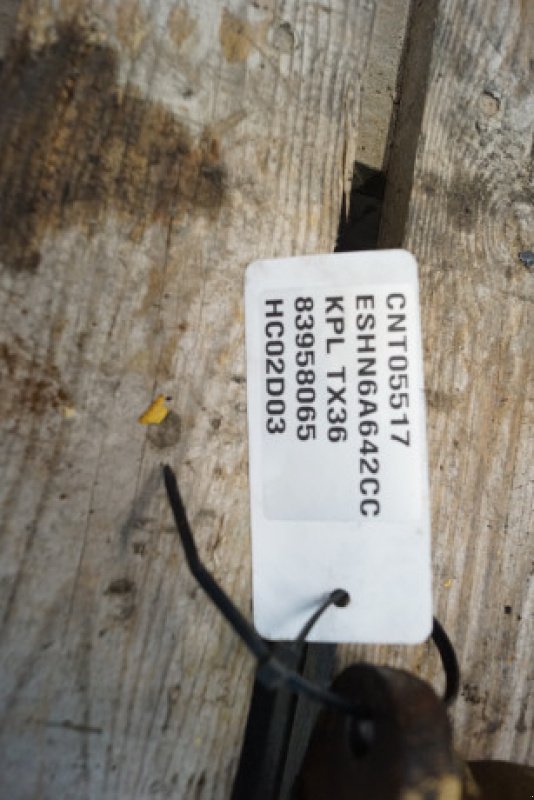 CNT05517
ESHN6A642CC
KPL TX36
83958065
HC02D03